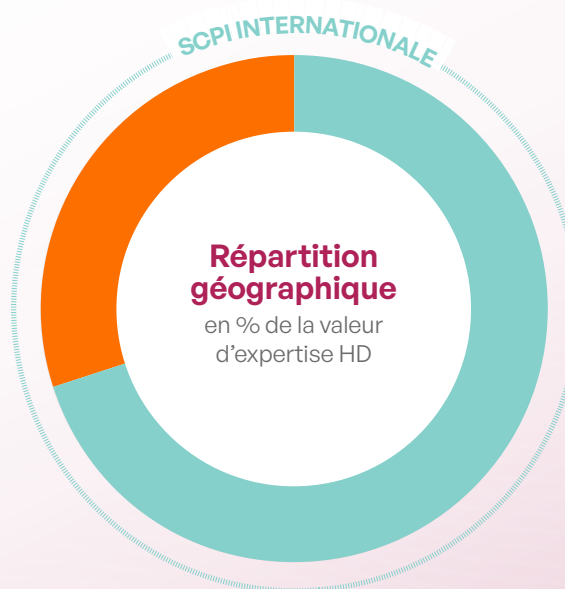 SCPI INTERNATIONALE
Répartition
géographique
en % de la valeur
d’expertise HD